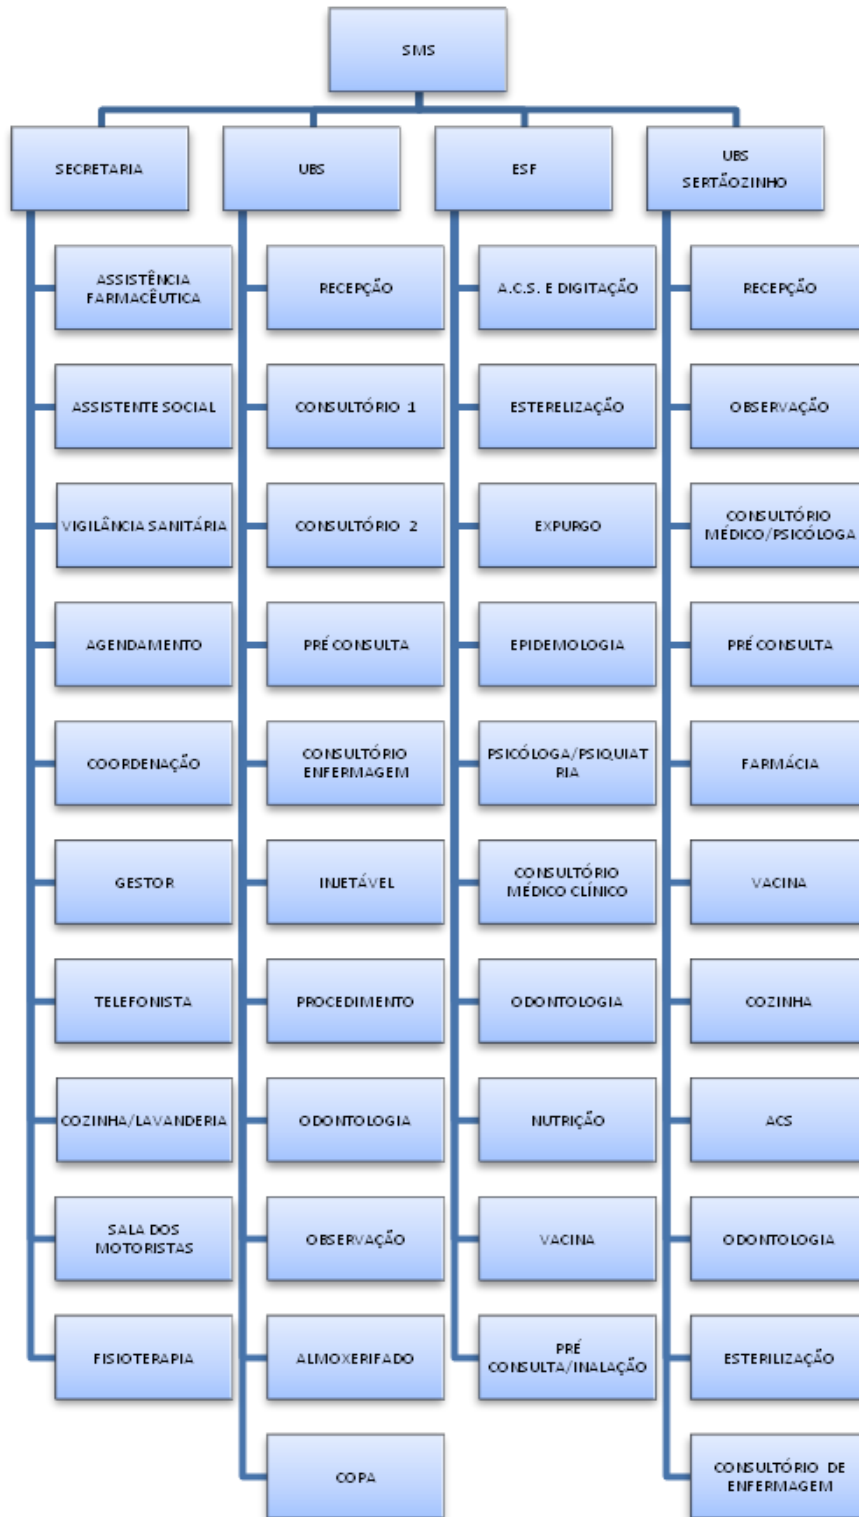 SMS
SECRETARIA
UBS
ESF
UBS
SERTÃOZINHO
ASSISTÊNCIA
FARMACÊUTICA
ASSISTENTE SOCIAL
VIGILÂNCIA SANITÁRIA
AGENDAMENTO
COORDENAÇÃO
GESTOR
TELEFONISTA
COZINHA/LAVANDERIA
SALA DOS
MOTORISTAS
FISIOTERAPIA
RECEPÇÃO
CONSULTÓRIO 1
CONSULTÓRIO 2
PRÉ CONSULTA
CONSULTÓRIO
ENFERMAGEM
INJETÁVEL
PROCEDIMENTO
ODONTOLOGIA
OBSERVAÇÃO
ALMOXERIFADO
COPA
A.C.S. E DIGITAÇÃO
ESTERELIZAÇÃO
EXPURGO
EPIDEMOLOGIA
PSICÓLOGA/PSIQUIAT
RIA
CONSULTÓRIO
MÉDICO CLÍNICO
ODONTOLOGIA
NUTRIÇÃO
VACINA
PRÉ
CONSULTA/INALAÇÃO
RECEPÇÃO
OBSERVAÇÃO
CONSULTÓRIO
MÉDICO/PSICÓLOGA
PRÉ CONSULTA
FARMÁCIA
VACINA
COZINHA
ACS
ODONTOLOGIA
ESTERILIZAÇÃO
CONSULTÓRIO DE
ENFERMAGEM